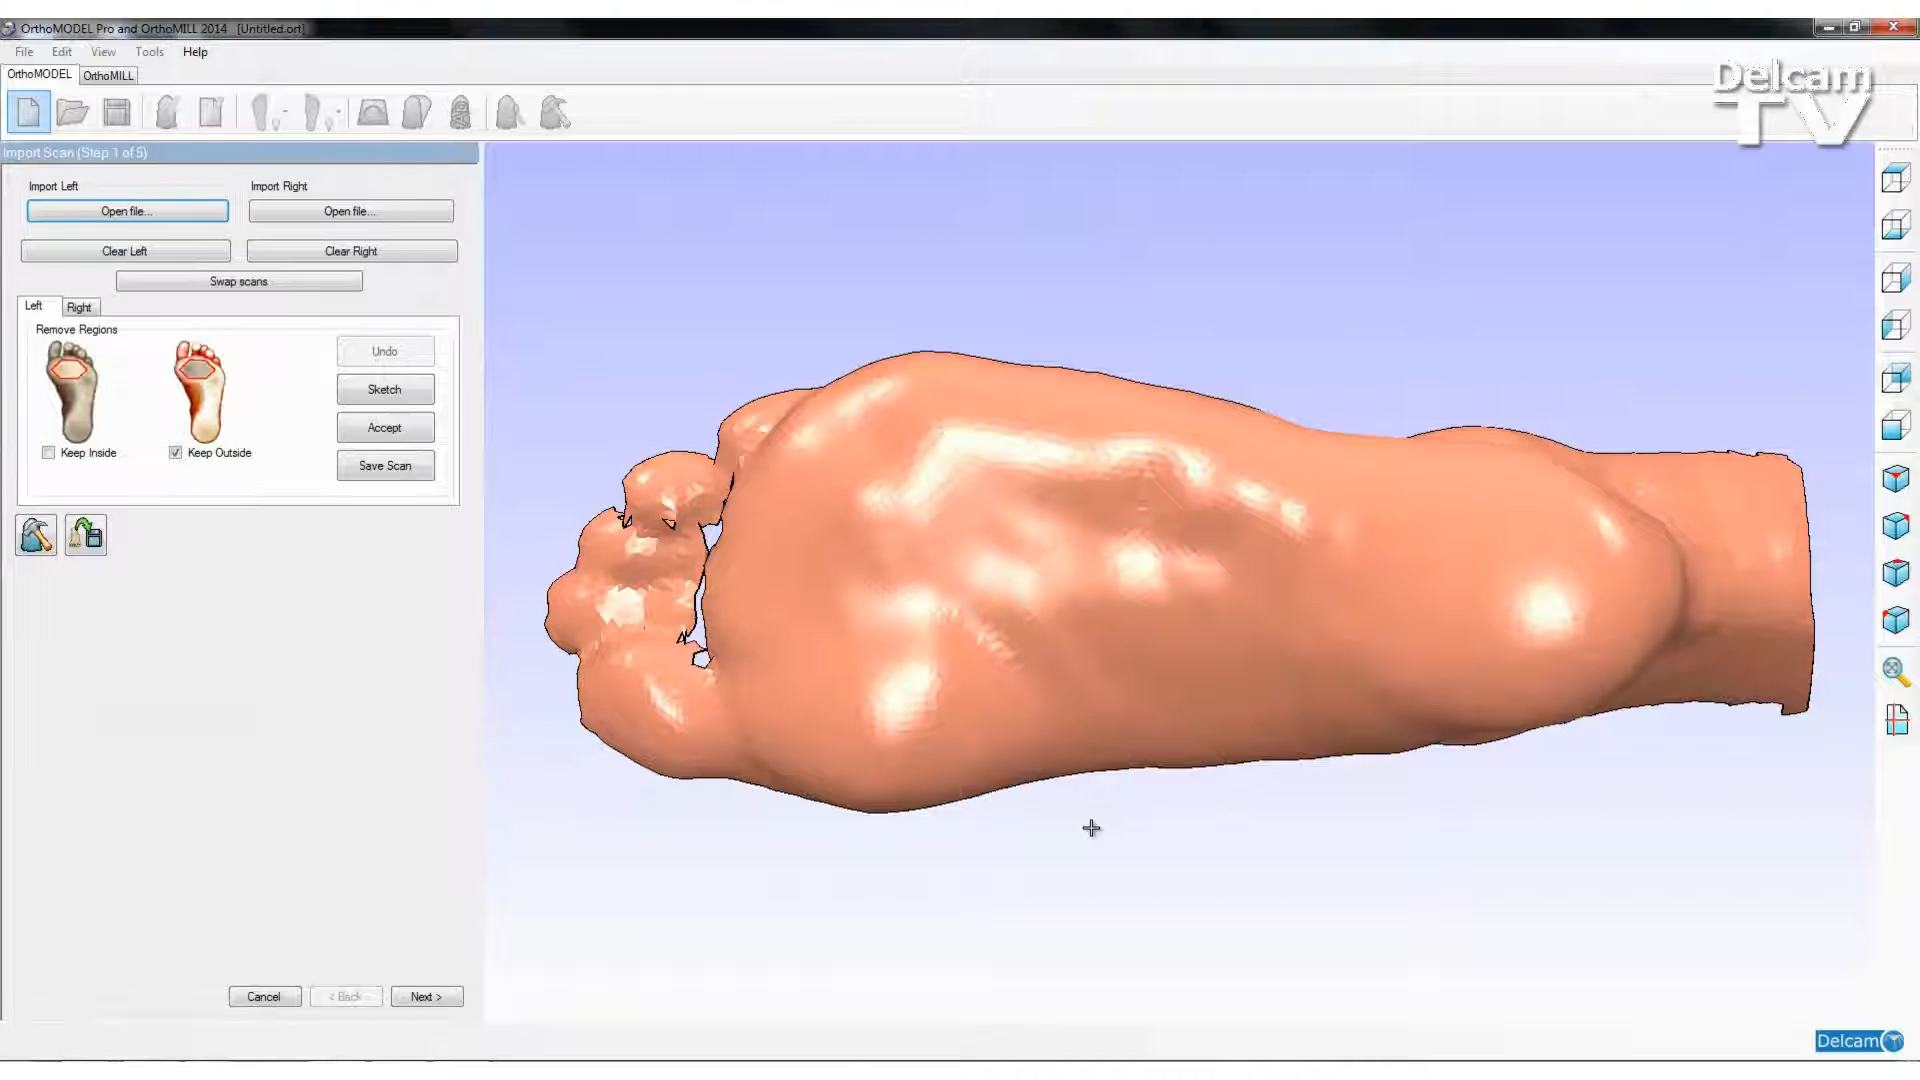 OrthoMODEL Pro and OrthoMILL 2014 [Untitled.ort]
File Edit View Tools Help
OrthoMODEL OrthoMILL
Delcam
TV
Import Scan (Step 1 of 5)
Import Left Import Right
Open file... Open file...
Clear Left Clear Right
Swap scans
Left Right
Remove Regions
Undo
Sketch
Accept
Keep Inside Keep Outside
Save Scan
Cancel < Back Next >
Delcam